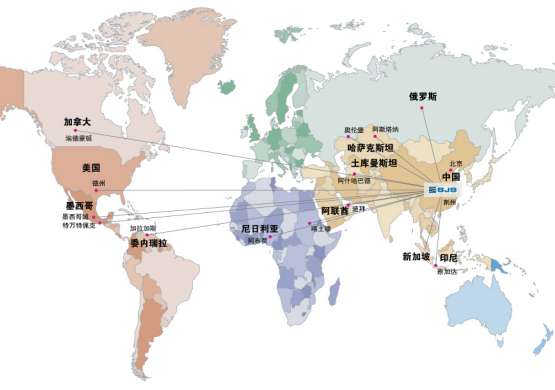 俄罗斯
加拿大
埃德蒙顿
奥伦堡
阿斯塔纳
哈萨克斯坦
土库曼斯坦
北京
美国
中国
德州
阿什哈巴德
SJS
荆州
墨西哥
阿联酋
迪拜
墨西哥城
特万特佩克
加拉加斯
委内瑞拉
尼日利亚
阿布贾
喀土穆
新加坡
印尼
雅加达